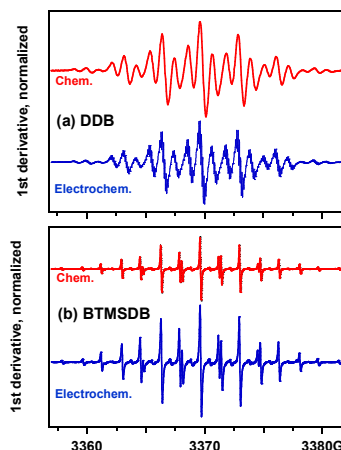 1st derivative, normalized
Chem.
(a) DDB
Electrochem.
1st derivative, normalized
Chem.
(b) BTMSDB
Electrochem.
3360 3370 3380G